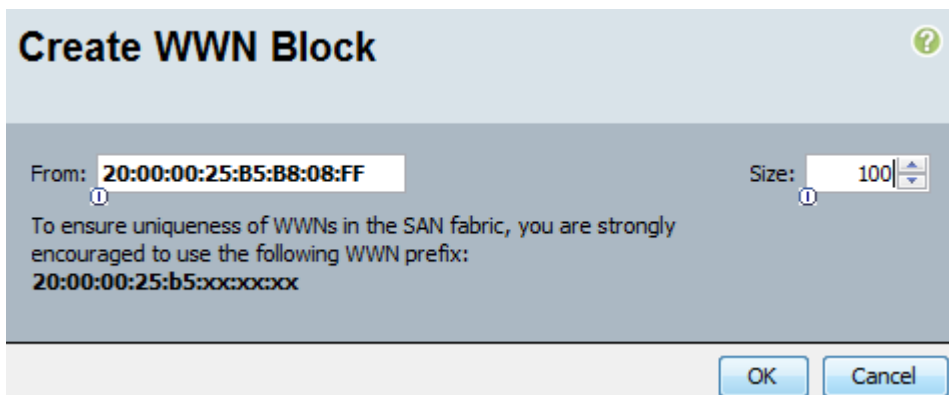 Create WWN Block
?
From: 20:00:00:25:B5:B8:08:FF Size: 100
To ensure uniqueness of WWNs in the SAN fabric, you are strongly
encouraged to use the following WWN prefix:
20:00:00:25:b5:xx:xx:xx
OK Cancel